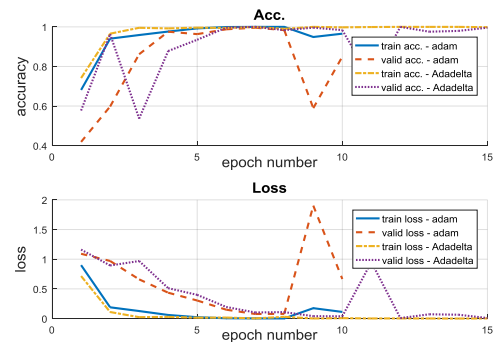 Acc.
1
0.8
0.6
0.4
accuracy
train acc. - adam
valid acc. - adam
train acc. - Adadelta
valid acc. - Adadelta
0 5 10 15
epoch number
Loss
2
1.5
1
0.5
0
loss
train loss - adam
valid loss - adam
train loss - Adadelta
valid loss - Adadelta
0 5 10 15
epoch number